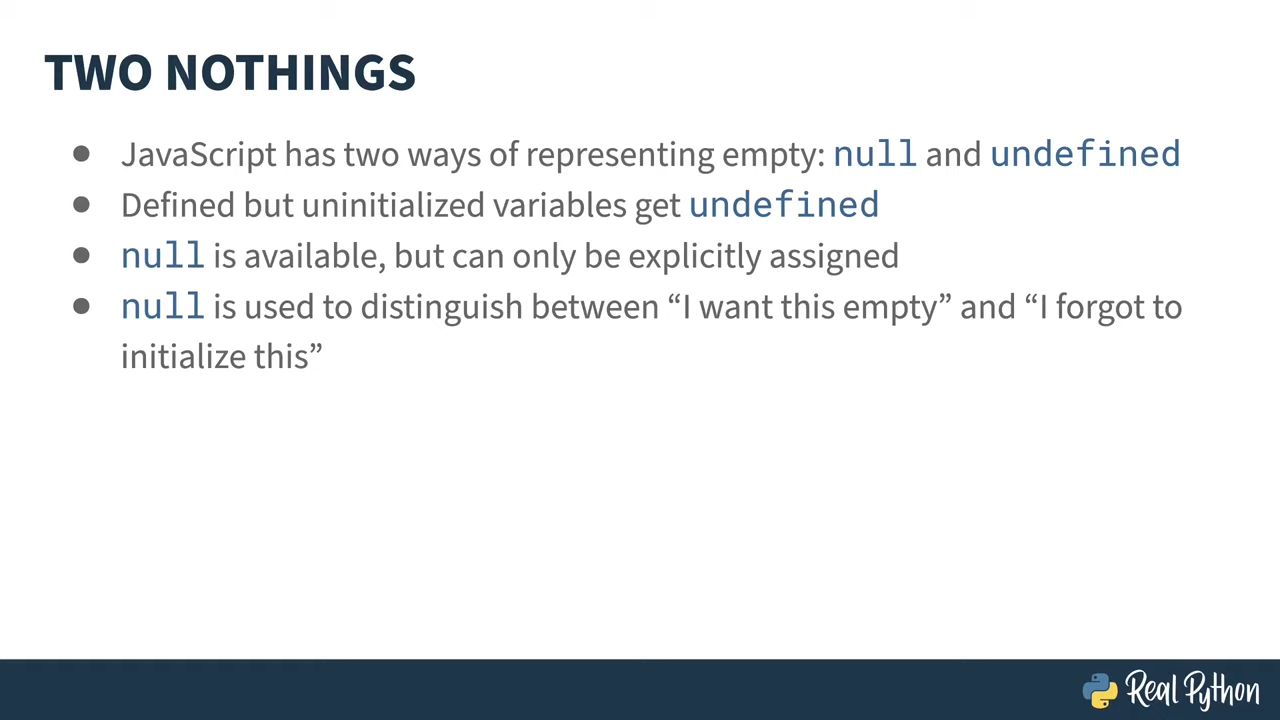 TWO NOTHINGS
● JavaScript has two ways of representing empty: null and undefined
● Defined but uninitialized variables get undefined
● null is available, but can only be explicitly assigned
● null is used to distinguish between “I want this empty” and “I forgot to
initialize this”
Real Python